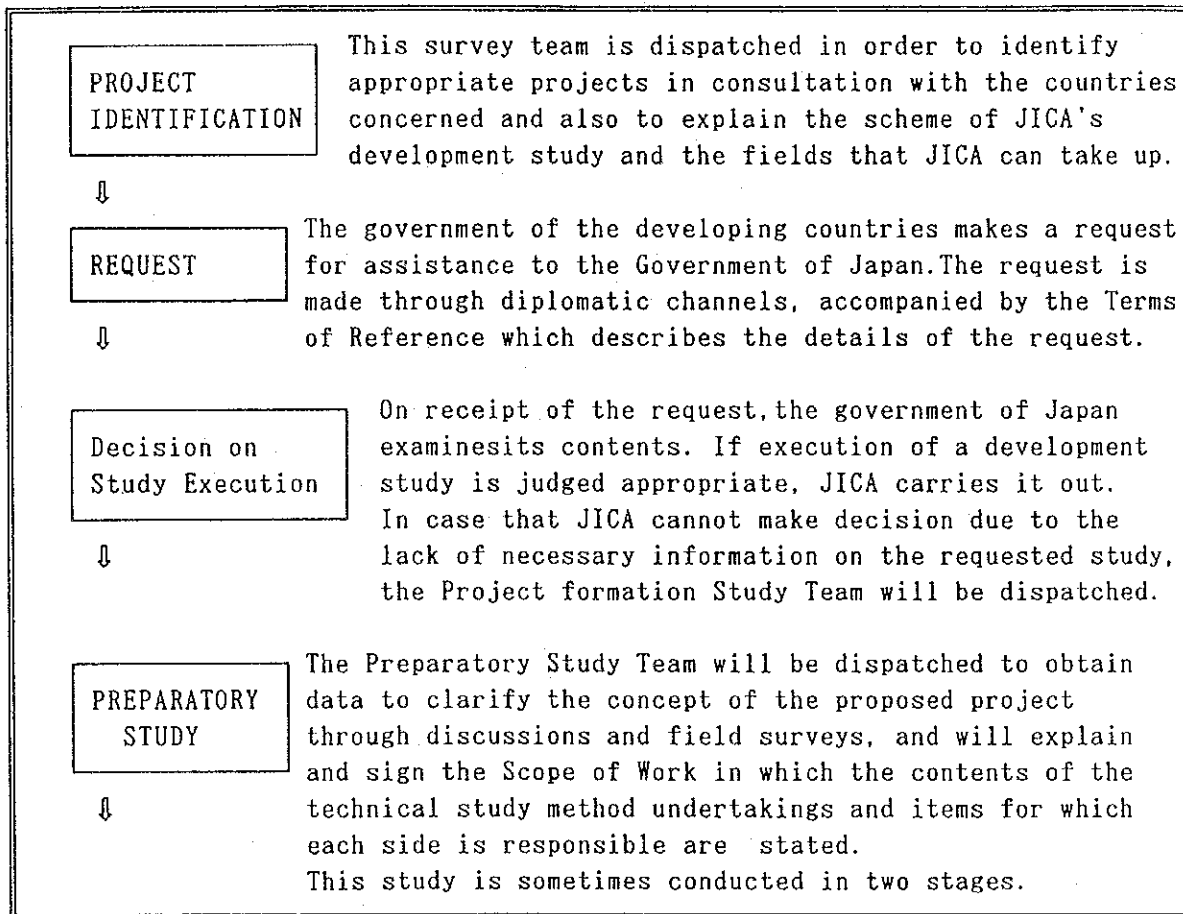 PROJECT
IDENTIFICATION
This survey team is dispatched in order to identify
appropriate projects in consultation with the countries
concerned and also to explain the scheme of JICA's
development study and the fields that JICA can take up.
⇩
REQUEST
The government of the developing countries makes a request
for assistance to the Government of Japan.The request is
made through diplomatic channels, accompanied by the Terms
of Reference which describes the details of the request.
⇩
Decision on
Study Execution
On receipt of the request,the government of Japan
examinesits contents. If execution of a development
study is judged appropriate, JICA carries it out.
In case that JICA cannot make decision due to the
lack of necessary information on the requested study,
the Project formation Study Team will be dispatched.
⇩
PREPARATORY
STUDY
The Preparatory Study Team will be dispatched to obtain
data to clarify the concept of the proposed project
through discussions and field surveys, and will explain
and sign the Scope of Work in which the contents of the
technical study method undertakings and items for which
each side is responsible are stated.
This study is sometimes conducted in two stages.
⇩